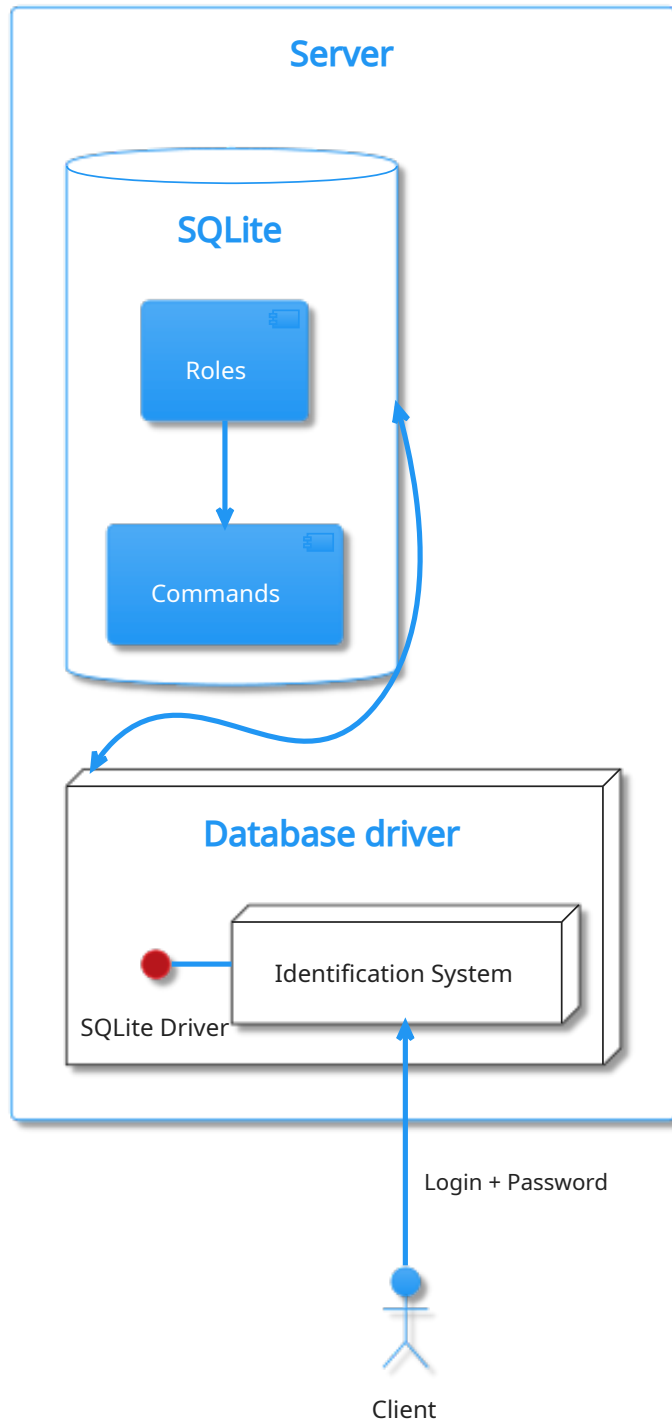 Server
SQLite
Roles
Commands
Database driver
Identification System
SQLite Driver
Login + Password
Client